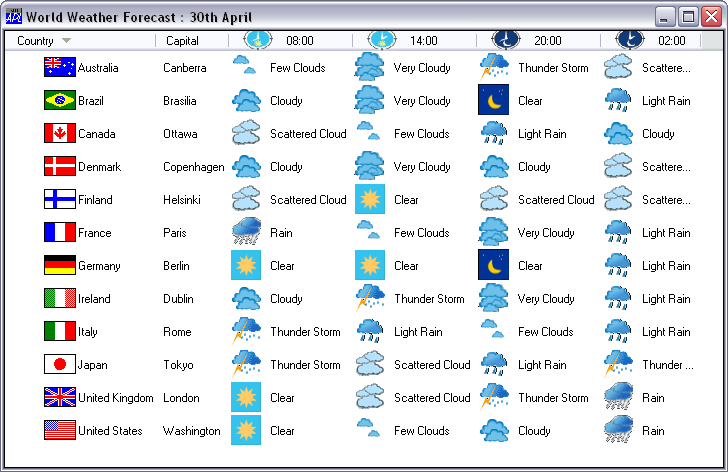 World Weather Forecast : 30th April
Country Capital 08:00 14:00 20:00 02:00
Australia Canberra Few Clouds Very Cloudy Thunder Storm Scattere...
Brazil Brasilia Cloudy Very Cloudy Clear Light Rain
Canada Ottawa Scattered Cloud Few Clouds Light Rain Cloudy
Denmark Copenhagen Cloudy Very Cloudy Cloudy Scattere...
Finland Helsinki Scattered Cloud Clear Scattered Cloud Scattere...
France Paris Rain Few Clouds Very Cloudy Light Rain
Germany Berlin Clear Clear Clear Light Rain
Ireland Dublin Cloudy Thunder Storm Very Cloudy Light Rain
Italy Rome Thunder Storm Light Rain Few Clouds Light Rain
Japan Tokyo Thunder Storm Scattered Cloud Light Rain Thunder ...
United Kingdom London Clear Scattered Cloud Thunder Storm Rain
United States Washington Clear Few Clouds Cloudy Rain